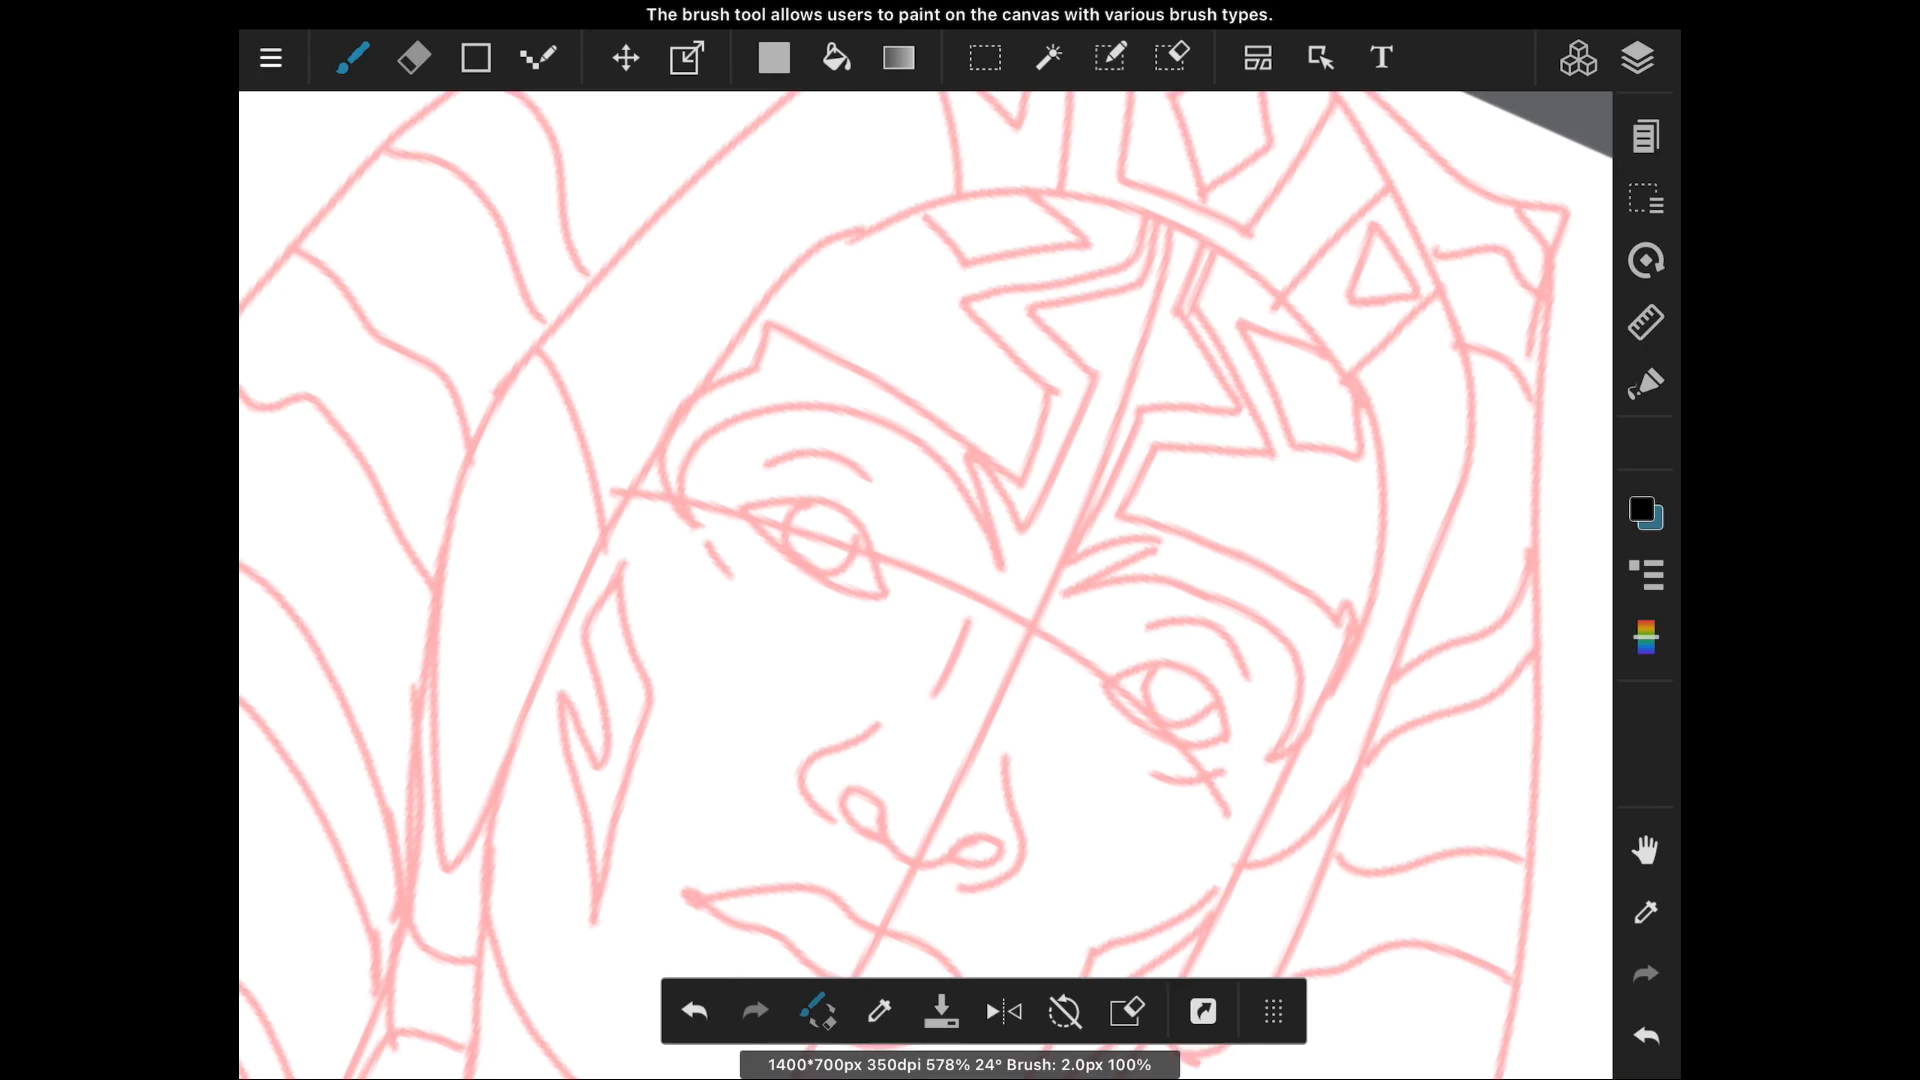 The brush tool allows users to paint on the canvas with various brush types.
T
1400*700px 350dpi 578% 24° Brush: 2.0px 100%